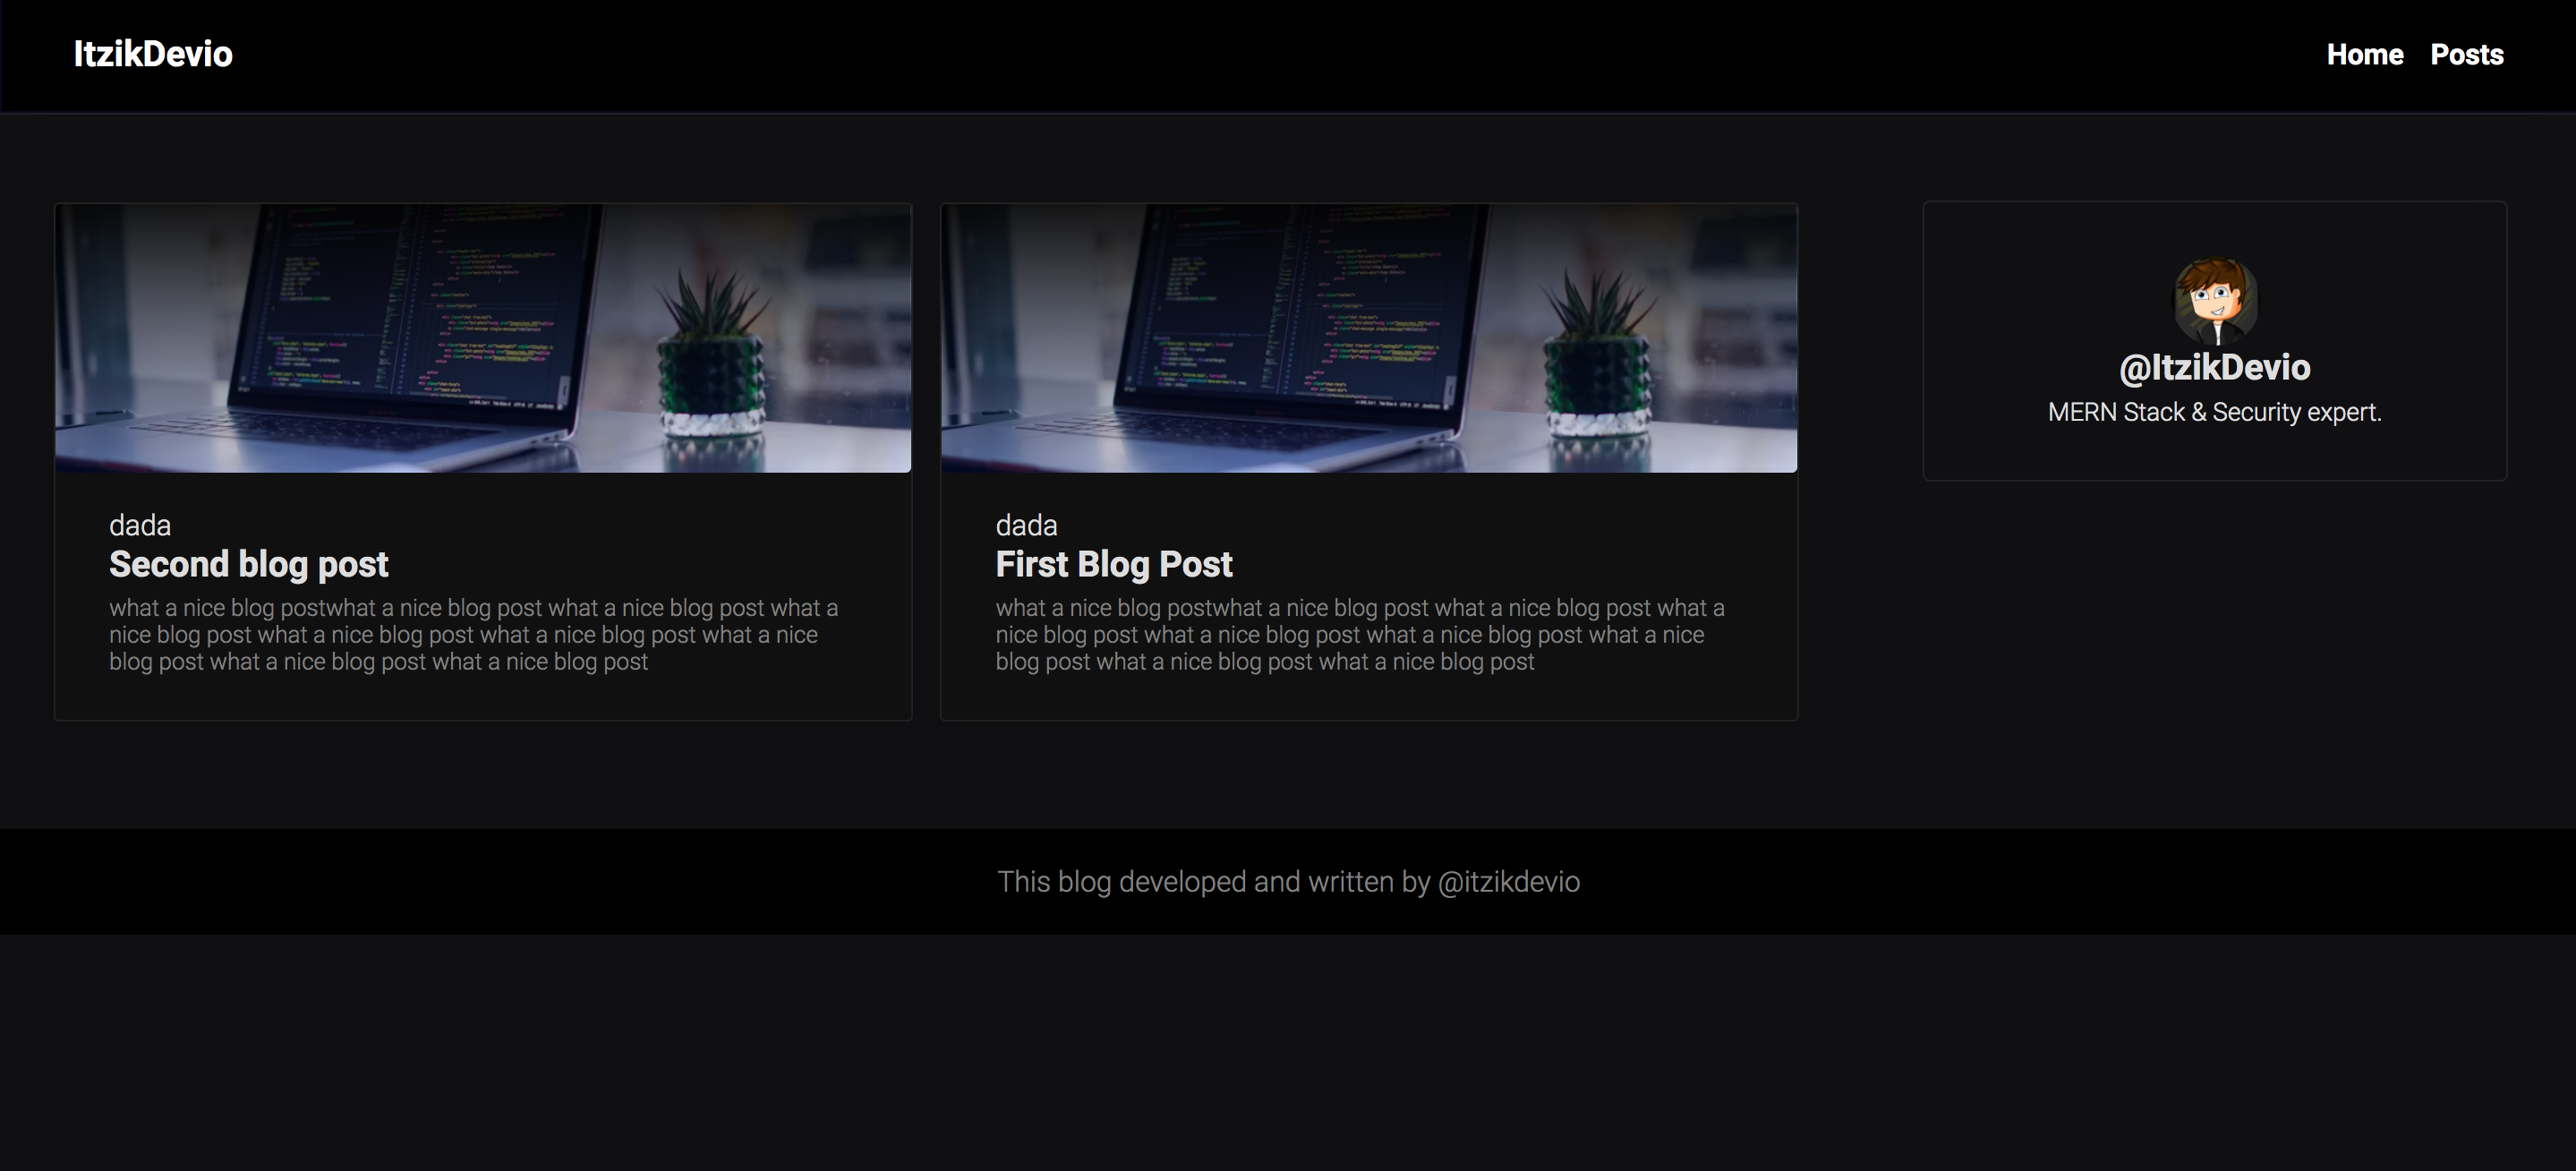 ItzikDevio
Home Posts
dada
Second blog post
what a nice blog postwhat a nice blog post what a nice blog post what a
nice blog post what a nice blog post what a nice blog post what a nice
blog post what a nice blog post what a nice blog post
dada
First Blog Post
what a nice blog postwhat a nice blog post what a nice blog post what a
nice blog post what a nice blog post what a nice blog post what a nice
blog post what a nice blog post what a nice blog post
@ItzikDevio
MERN Stack & Security expert.
This blog developed and written by @itzikdevio